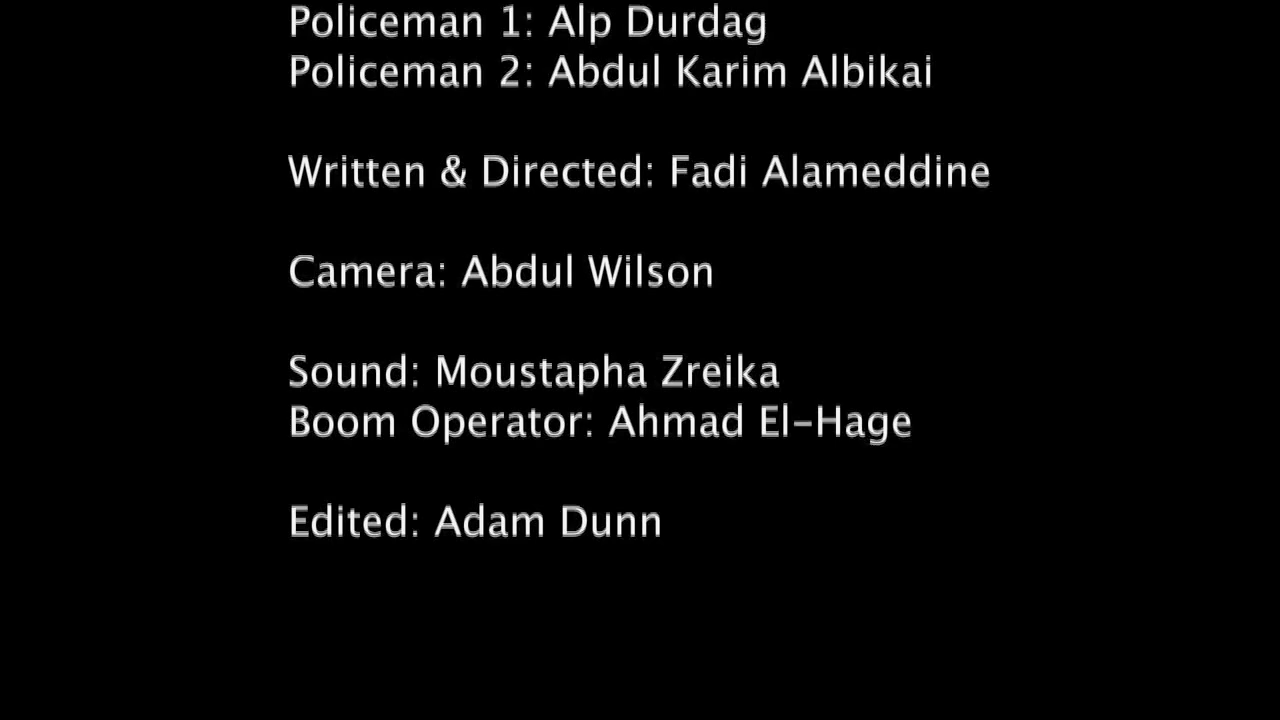 Policeman 1: Alp Durdag
Policeman 2: Abdul Karim Albikai
Written & Directed: Fadi Alameddine
Camera: Abdul Wilson
Sound: Moustapha Zreika
Boom Operator: Ahmad El-Hage
Edited: Adam Dunn